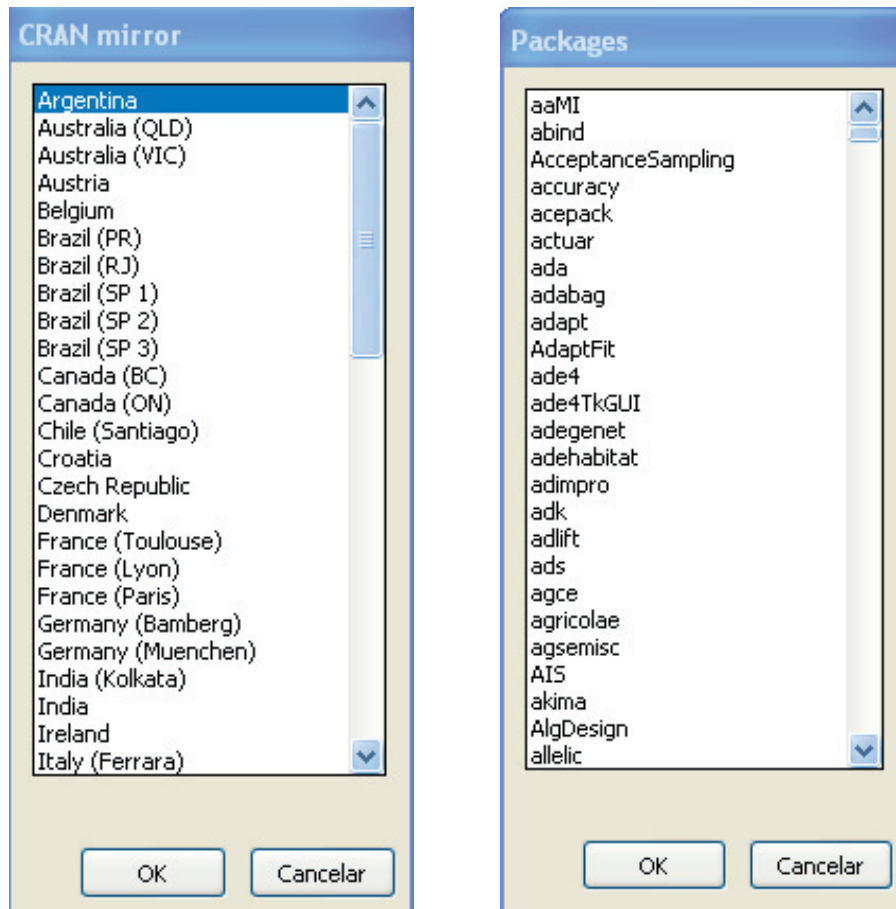 CRAN mirror
Argentina
Australia (QLD)
Australia (VIC)
Austria
Belgium
Brazil (PR)
Brazil (RJ)
Brazil (SP 1)
Brazil (SP 2)
Brazil (SP 3)
Canada (BC)
Canada (ON)
Chile (Santiago)
Croatia
Czech Republic
Denmark
France (Toulouse)
France (Lyon)
France (Paris)
Germany (Bamberg)
Germany (Muenchen)
India (Kolkata)
India
Ireland
Italy (Ferrara)
OK
Cancelar
Packages
aaMI
abind
AcceptanceSampling
accuracy
acepack
actuar
ada
adabag
adapt
AdaptFit
ade4
ade4TkGUI
adegenet
adehabitat
adimpro
adk
adlift
ads
agce
agricolae
agsemisc
AIS
akima
AlgDesign
allelic
OK
Cancelar